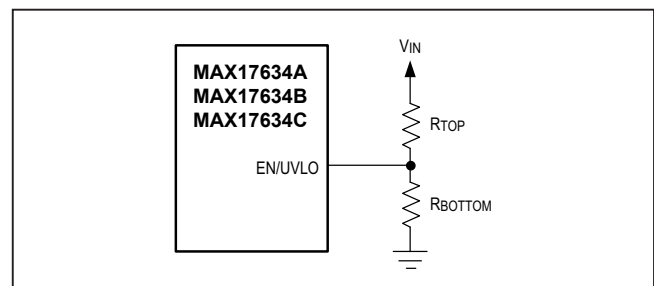 MAX17634A
MAX17634B
MAX17634C
EN/UVLO
VIN
RTOP
RBOTTOM